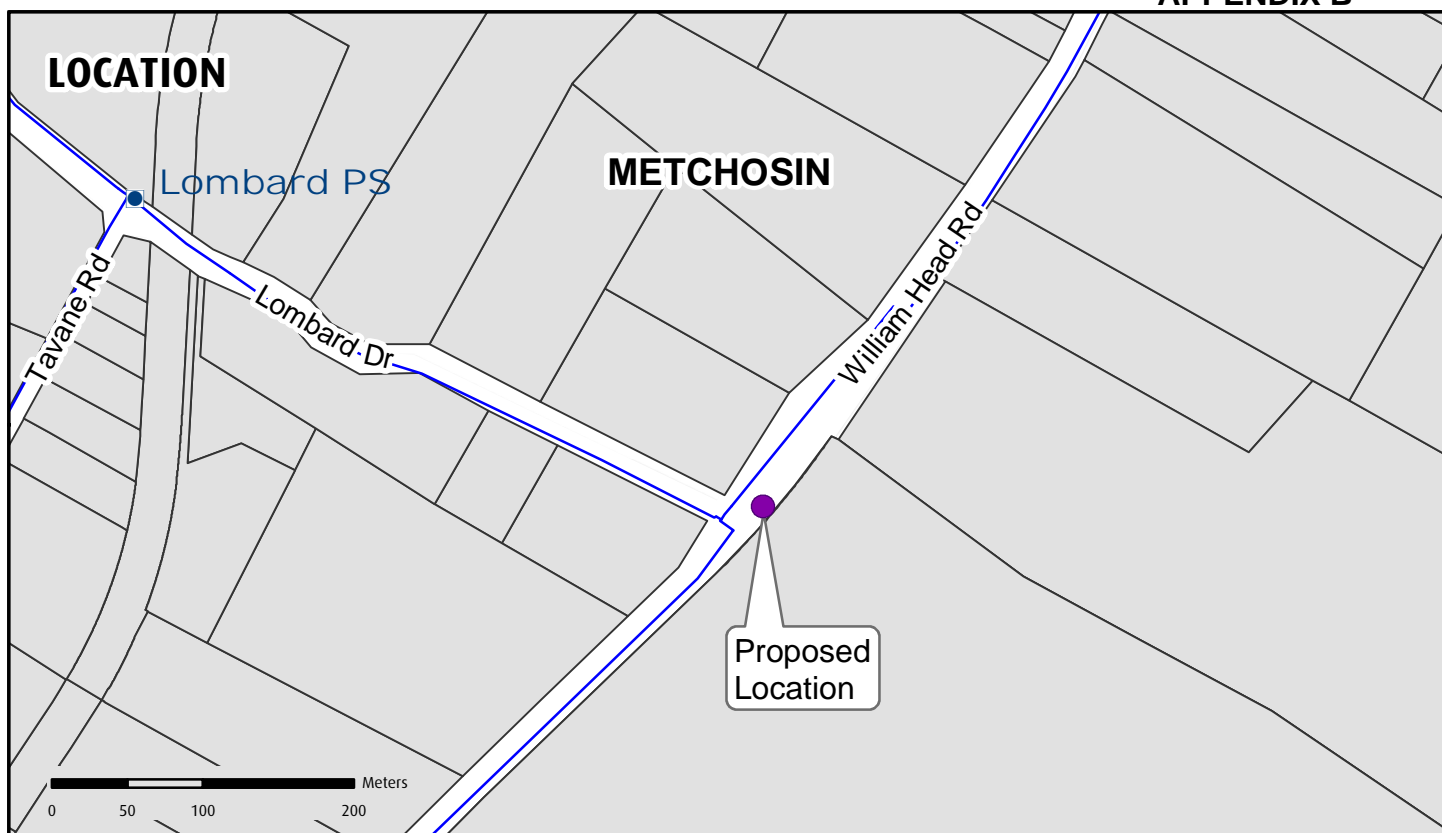 APPENDIX B
LOCATION
Lombard PS
METCHOSIN
William Head Rd
Tavane Rd
Lombard Dr
Proposed
Location
Meters
0 50 100 200